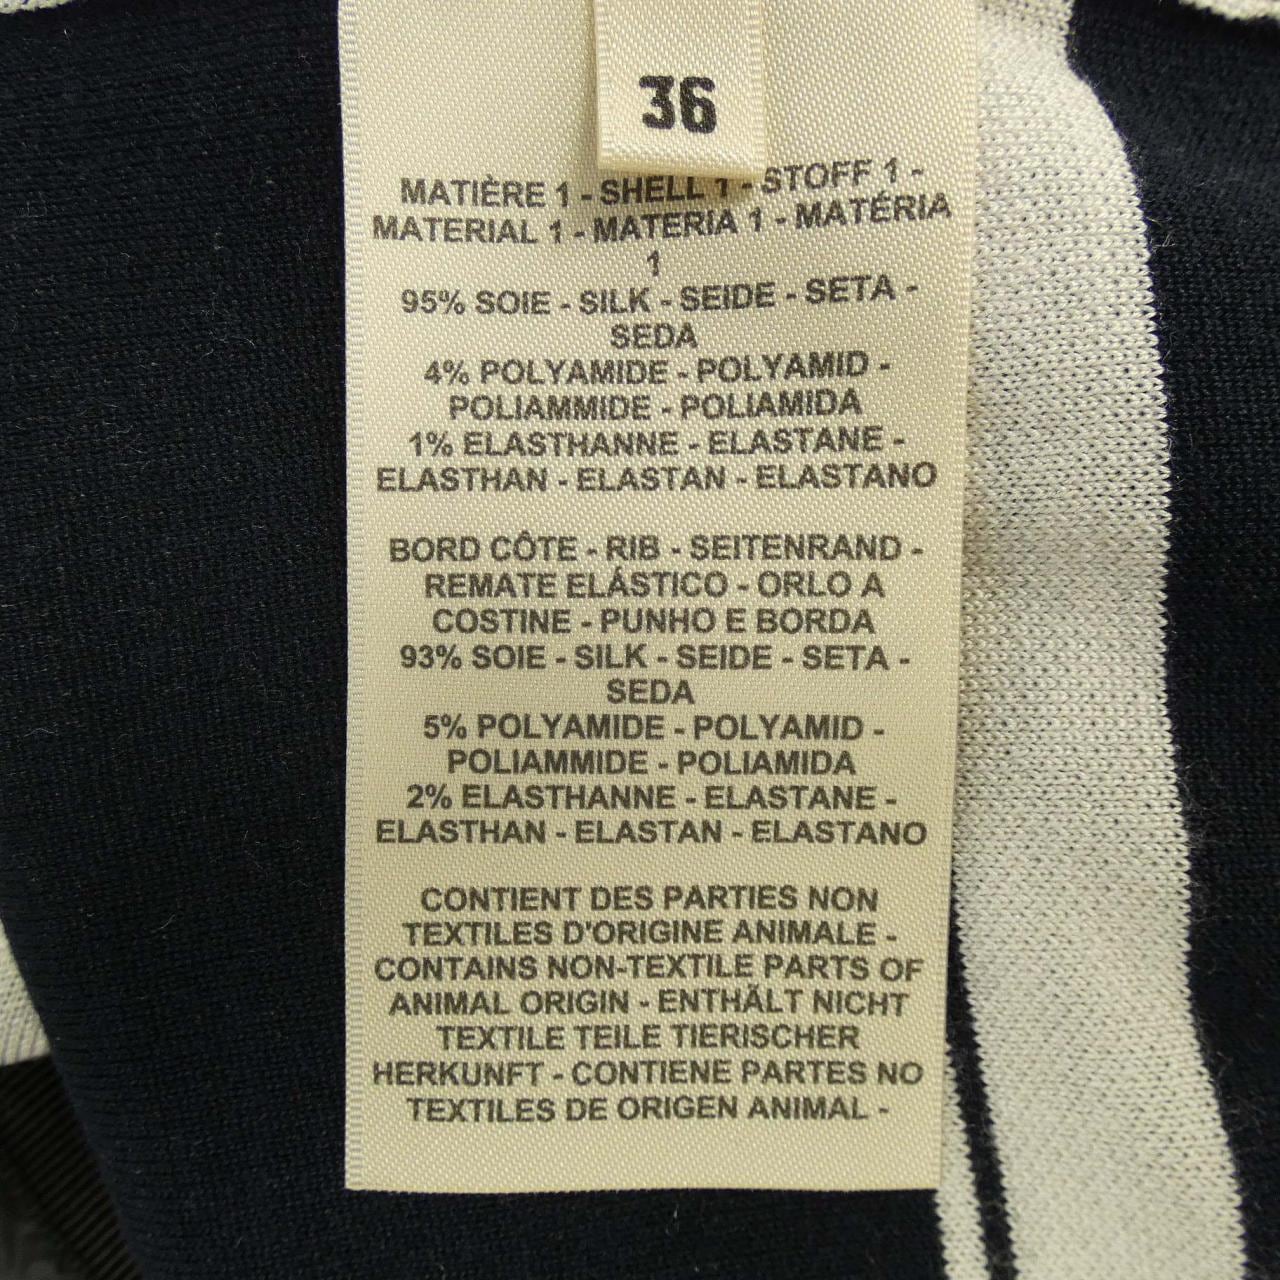 36
MATIÈRE 1 - SHELL 1 - STOFF 1 -
MATERIAL 1 - MATERIA 1 - MATÉRIA
1
95% SOIE - SILK - SEIDE - SETA -
SEDA
4% POLYAMIDE - POLYAMID -
POLIAMMIDE - POLIAMIDA
1% ELASTHANNE - ELASTANE -
ELASTHAN - ELASTAN - ELASTANO
BORD CÔTE - RIB - SEITENRAND -
REMATE ELÁSTICO - ORLO A
COSTINE - PUNHO E BORDA
93% SOIE - SILK - SEIDE - SETA -
SEDA
5% POLYAMIDE - POLYAMID -
POLIAMMIDE - POLIAMIDA
2% ELASTHANNE - ELASTANE -
ELASTHAN - ELASTAN - ELASTANO
CONTIENT DES PARTIES NON
TEXTILES D'ORIGINE ANIMALE -
CONTAINS NON-TEXTILE PARTS OF
ANIMAL ORIGIN - ENTHÄLT NICHT
TEXTILE TEILE TIERISCHER
HERKUNFT - CONTIENE PARTES NO
TEXTILES DE ORIGEN ANIMAL -